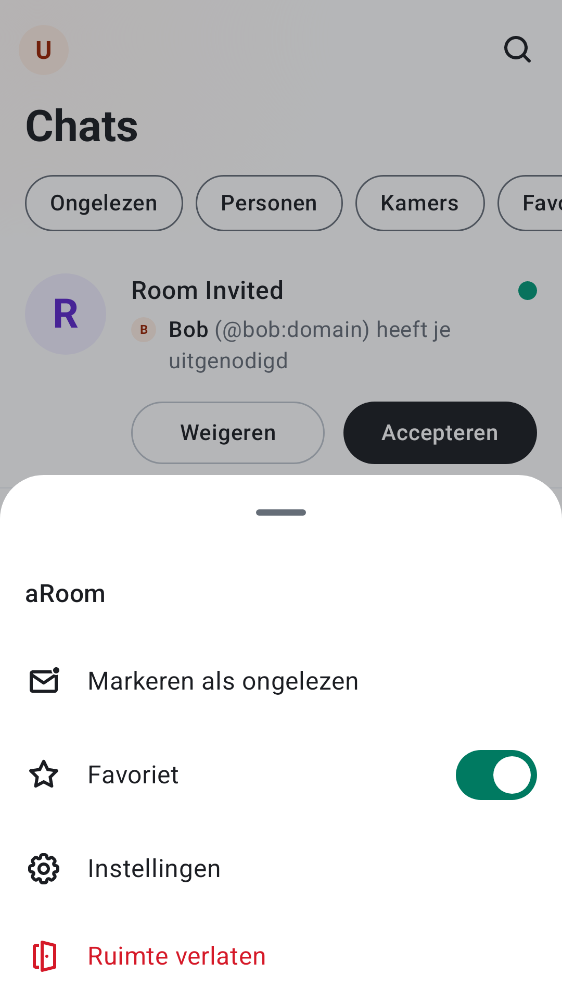 U
Chats
Ongelezen Personen Kamers Favo
R
Room Invited
B Bob (@bob:domain) heeft je
uitgenodigd
Weigeren Accepteren
aRoom
Markeren als ongelezen
Favoriet
Instellingen
Ruimte verlaten